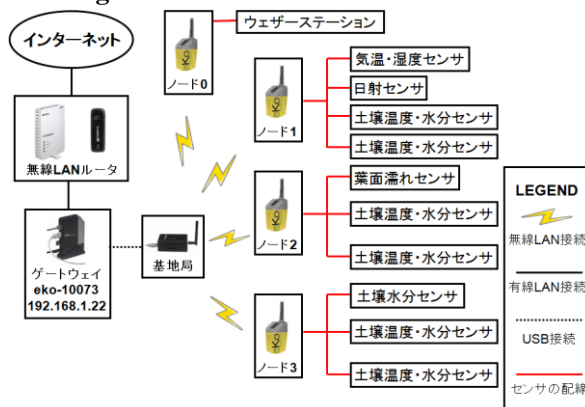 インターネット
ウェザーステーション
ノード0
気温・湿度センサ
日射センサ
土壌温度・水分センサ
土壌温度・水分センサ
ノード1
無線LANルータ
葉面濡れセンサ
土壌温度・水分センサ
土壌温度・水分センサ
ノード2
ゲートウェイ
eko-10073
192.168.1.22
基地局
土壌水分センサ
土壌温度・水分センサ
土壌温度・水分センサ
ノード3
LEGEND
無線LAN接続
有線LAN接続
USB接続
センサの配線